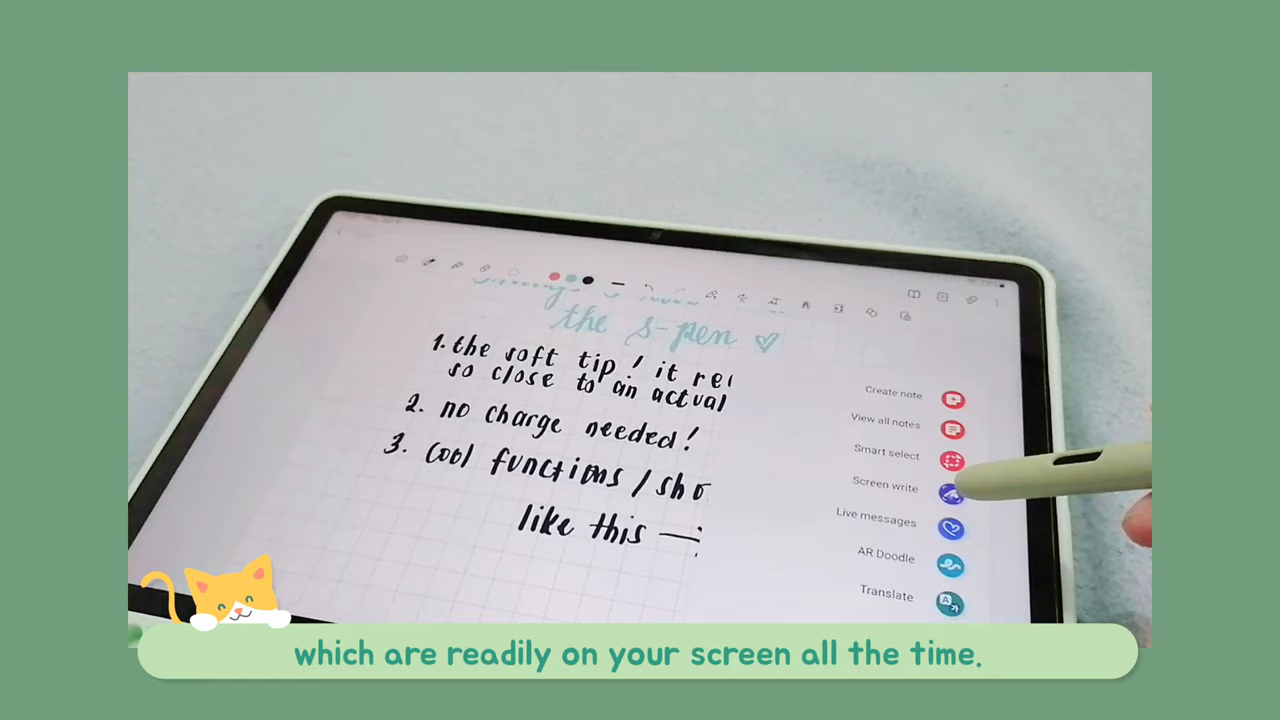 the s-pen
1. the soft tip! it rel
so close to an actual
2. no charge needed!
3. cool functions / sho
like this
Create note
View all notes
Smart select
Screen write
Live messages
AR Doodle
Translate
which are readily on your screen all the time.